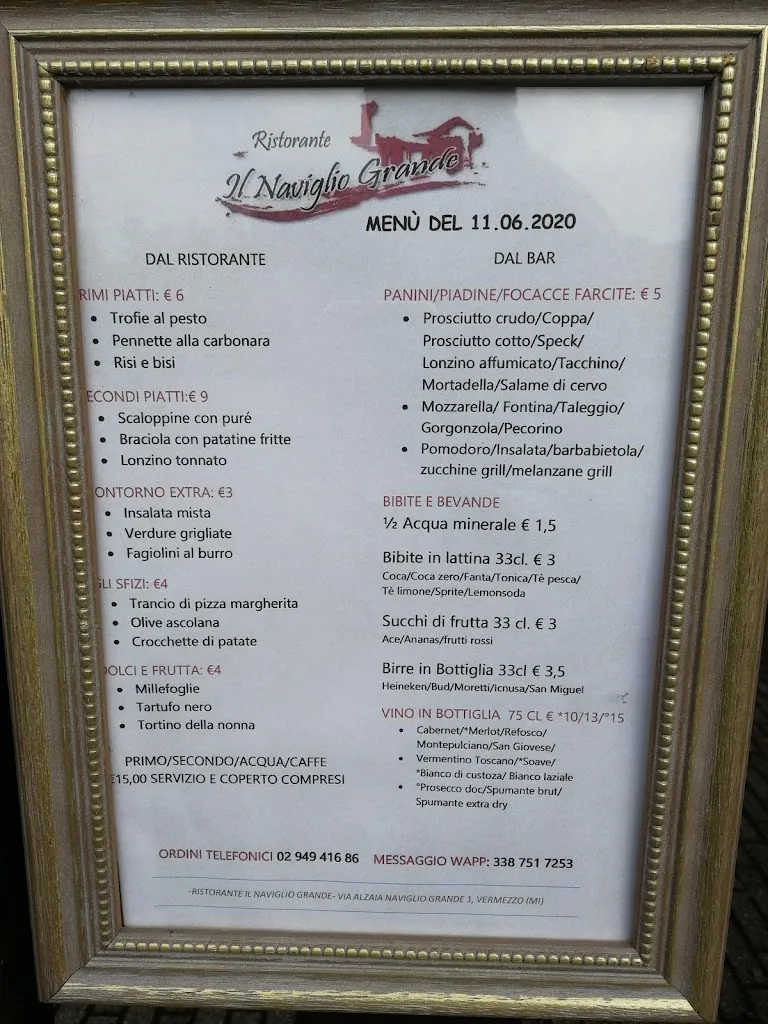 Ristorante
Il Naviglio Grande
MENÙ DEL 11.06.2020
DAL RISTORANTE
RIMI PIATTI: € 6
• Trofie al pesto
• Pennette alla carbonara
• Risi e bisi
ECONDI PIATTI:€ 9
• Scaloppine con puré
• Braciola con patatine fritte
• Lonzino tonnato
ONTORNO EXTRA: €3
• Insalata mista
• Verdure grigliate
• Fagiolini al burro
GLI SFIZI: €4
• Trancio di pizza margherita
• Olive ascolana
• Crocchette di patate
DOLCI E FRUTTA: €4
• Millefoglie
• Tartufo nero
• Tortino della nonna
PRIMO/SECONDO/ACQUA/CAFFE
€15,00 SERVIZIO E COPERTO COMPRESI
DAL BAR
PANINI/PIADINE/FOCACCE FARCITE: € 5
• Prosciutto crudo/Coppa/
Prosciutto cotto/Speck/
Lonzino affumicato/Tacchino/
Mortadella/Salame di cervo
• Mozzarella/ Fontina/Taleggio/
Gorgonzola/Pecorino
• Pomodoro/Insalata/barbabietola/
zucchine grill/melanzane grill
BIBITE E BEVANDE
½ Acqua minerale € 1,5
Bibite in lattina 33cl. € 3
Coca/Coca zero/Fanta/Tonica/Tè pesca/
Tè limone/Sprite/Lemonsoda
Succhi di frutta 33 cl. € 3
Ace/Ananas/frutti rossi
Birre in Bottiglia 33cl € 3,5
Heineken/Bud/Moretti/Icnusa/San Miguel
VINO IN BOTTIGLIA 75 CL € *10/13/°15
• Cabernet/*Merlot/Refosco/
Montepulciano/San Giovese/
• Vermentino Toscano/*Soave/
*Bianco di custoza/ Bianco laziale
• °Prosecco doc/Spumante brut/
Spumante extra dry
ORDINI TELEFONICI 02 949 416 86 MESSAGGIO WAPP: 338 751 7253
-RISTORANTE IL NAVIGLIO GRANDE- VIA ALZAIA NAVIGLIO GRANDE 1, VERMEZZO (MI)